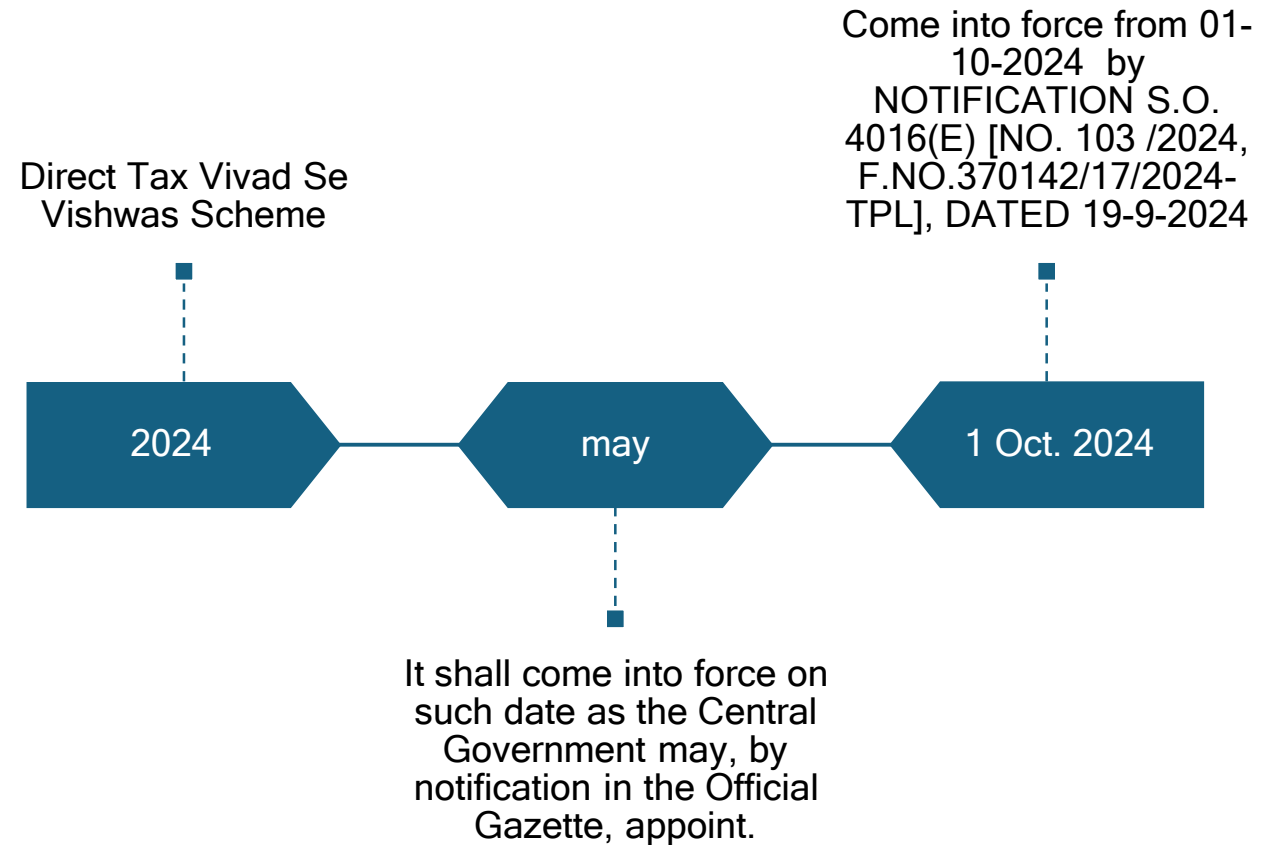 Direct Tax Vivad Se
Vishwas Scheme
2024
may
It shall come into force on
such date as the Central
Government may, by
notification in the Official
Gazette, appoint.
Come into force from 01-
10-2024  by
NOTIFICATION S.O.
4016(E) [NO. 103 /2024,
F.NO.370142/17/2024-
TPL], DATED 19-9-2024
1 Oct. 2024